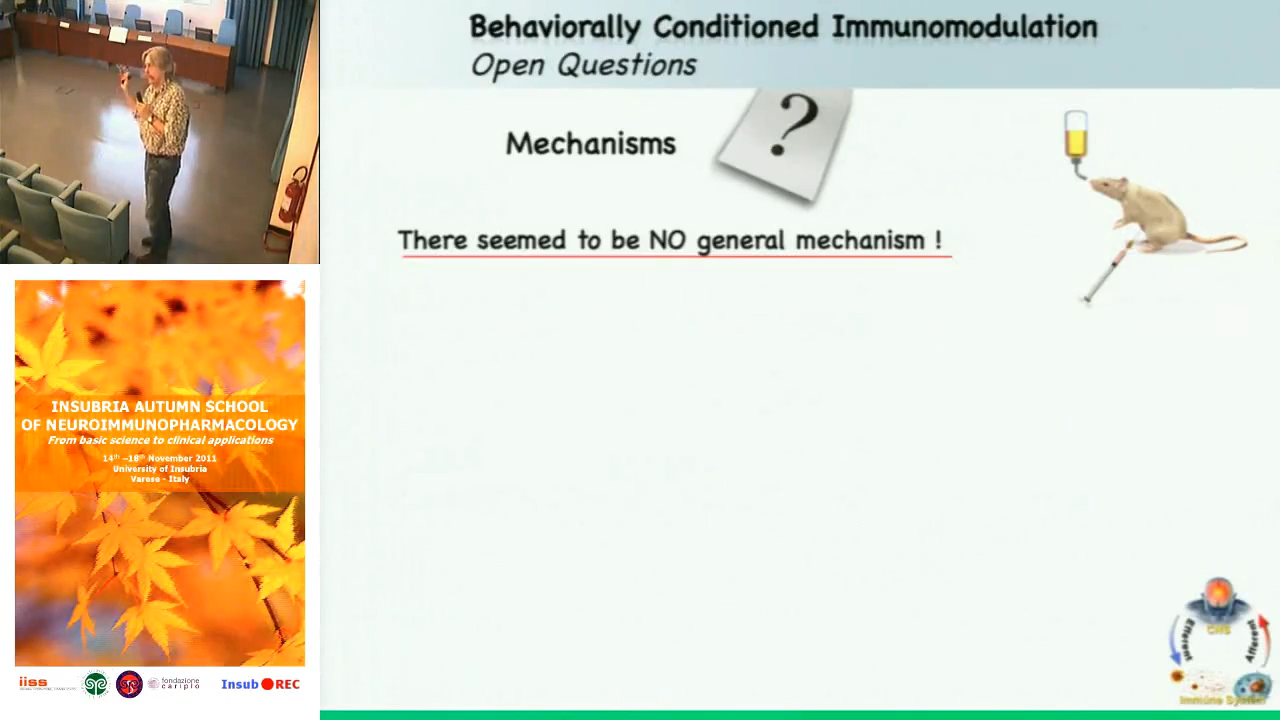 Behaviorally Conditioned Immunomodulation
Open Questions
Mechanisms
?
There seemed to be NO general mechanism !
INSUBRIA AUTUMN SCHOOL
OF NEUROIMMUNOPHARMACOLOGY
From basic science to clinical applications
14th –18th November 2011
University of Insubria
Varese - Italy
iiss
fondazione
cariplo
Insub REC
CNS
Efferent
Afferent
Immune System